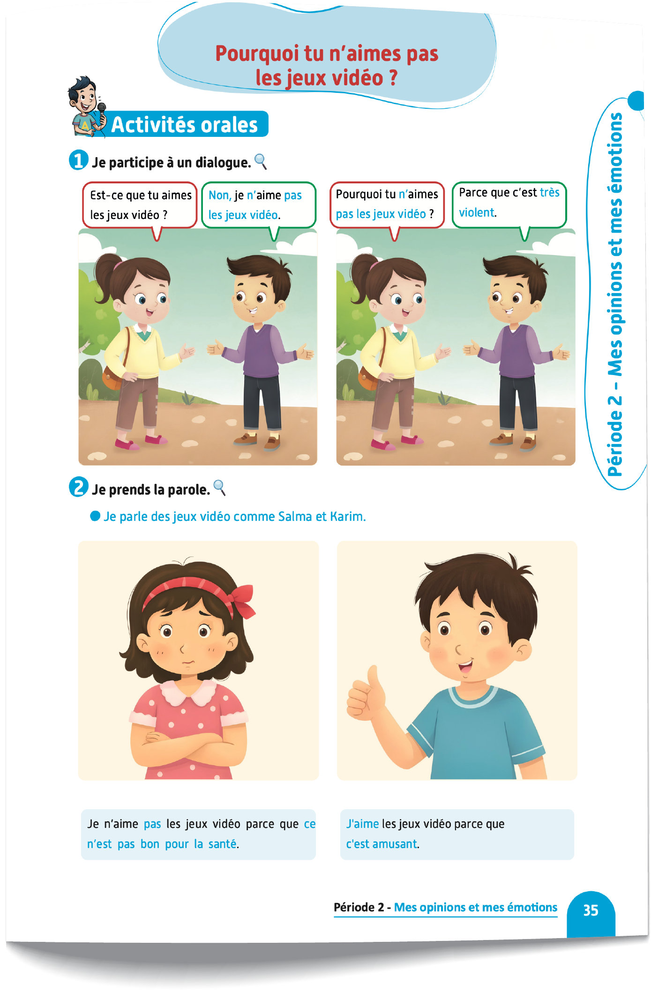 Pourquoi tu n'aimes pas
les jeux vidéo ?
Activités orales
1 Je participe à un dialogue.
Est-ce que tu aimes
les jeux vidéo ?
Non, je n'aime pas
les jeux vidéo.
Pourquoi tu n'aimes
pas les jeux vidéo ?
Parce que c'est très
violent.
2 Je prends la parole.
Je parle des jeux vidéo comme Salma et Karim.
Je n'aime pas les jeux vidéo parce que ce
n'est pas bon pour la santé.
J'aime les jeux vidéo parce que
c'est amusant.
Période 2 – Mes opinions et mes émotions
Période 2 - Mes opinions et mes émotions
35
A